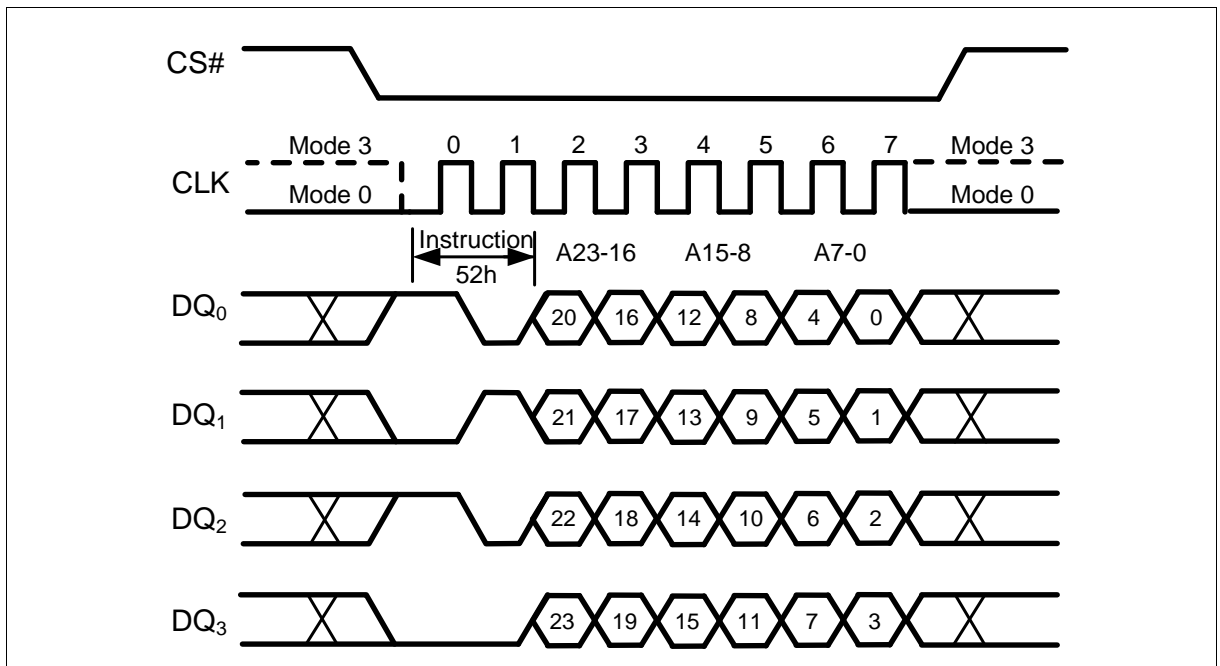 CS#
Mode 3 0 1 2 3 4 5 6 7 Mode 3
CLK
Mode 0 Mode 0
Instruction A23-16 A15-8 A7-0
52h
DQ0 20 16 12 8 4 0
DQ1 21 17 13 9 5 1
DQ2 22 18 14 10 6 2
DQ3 23 19 15 11 7 3